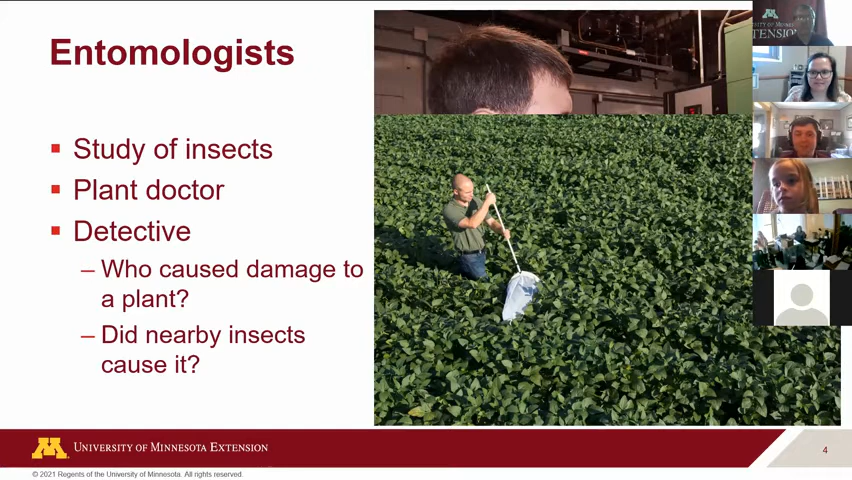 Entomologists
Study of insects
Plant doctor
Detective
– Who caused damage to
a plant?
– Did nearby insects
cause it?
UNIVERSITY OF MINNESOTA EXTENSION
4
© 2021 Regents of the University of Minnesota. All rights reserved.